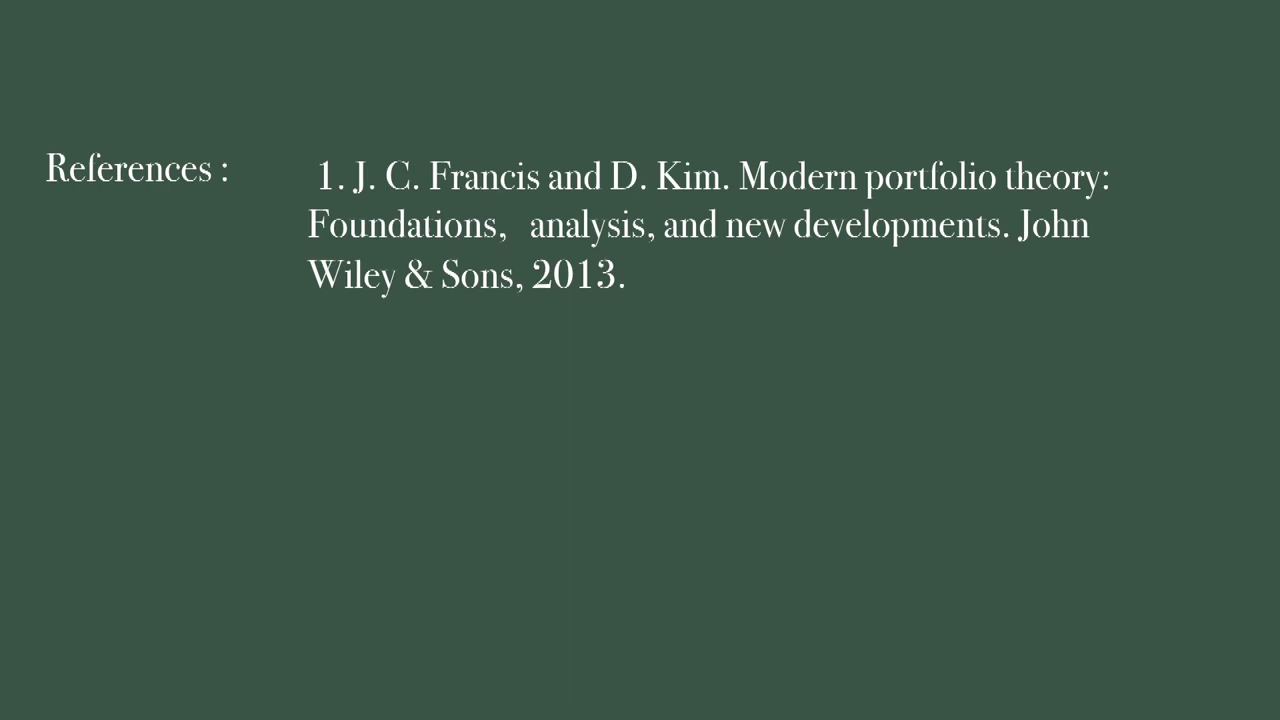 References :
1. J. C. Francis and D. Kim. Modern portfolio theory:
Foundations, analysis, and new developments. John
Wiley & Sons, 2013.